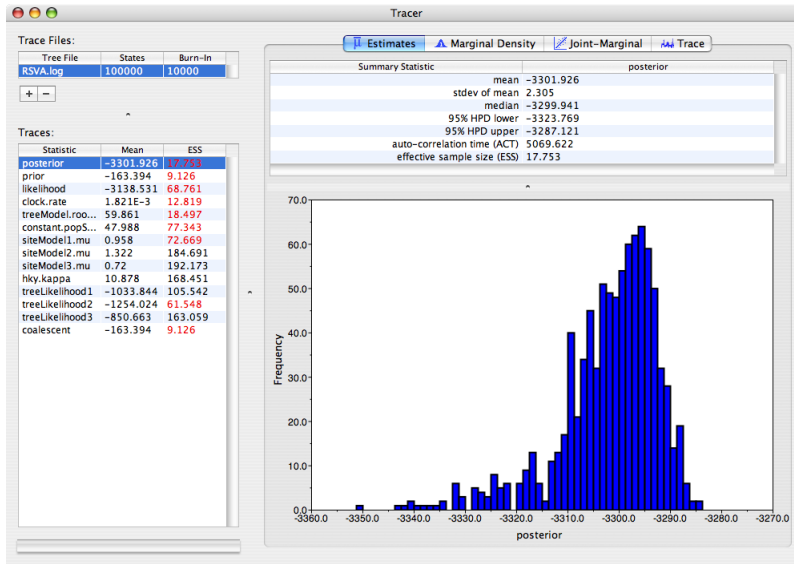 Tracer
Trace Files:
Tree File States Burn-In
RSVA.log 100000 10000
+ −
Traces:
Statistic Mean ESS
posterior -3301.926 17.753
prior -163.394 9.126
likelihood -3138.531 68.761
clock.rate 1.821E-3 12.819
treeModel.roo... 59.861 18.497
constant.popS... 47.988 77.343
siteModel1.mu 0.958 72.669
siteModel2.mu 1.322 184.691
siteModel3.mu 0.72 192.173
hky.kappa 10.878 168.451
treeLikelihood1 -1033.844 105.542
treeLikelihood2 -1254.024 61.548
treeLikelihood3 -850.663 163.059
coalescent -163.394 9.126
Estimates Marginal Density Joint-Marginal Trace
Summary Statistic posterior
mean -3301.926
stdev of mean 2.305
median -3299.941
95% HPD lower -3323.769
95% HPD upper -3287.121
auto-correlation time (ACT) 5069.622
effective sample size (ESS) 17.753
70.0
60.0
50.0
40.0
30.0
20.0
10.0
0.0
Frequency
-3360.0 -3350.0 -3340.0 -3330.0 -3320.0 -3310.0 -3300.0 -3290.0 -3280.0 -3270.0
posterior